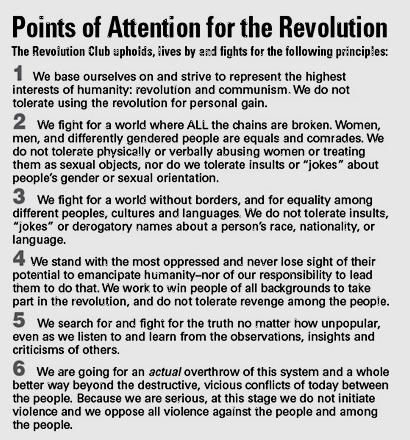 Points of Attention for the Revolution
The Revolution Club upholds, lives by and fights for the following principles:
1 We base ourselves on and strive to represent the highest
interests of humanity: revolution and communism. We do not
tolerate using the revolution for personal gain.
2 We fight for a world where ALL the chains are broken. Women,
men, and differently gendered people are equals and comrades. We
do not tolerate physically or verbally abusing women or treating
them as sexual objects, nor do we tolerate insults or “jokes” about
people’s gender or sexual orientation.
3 We fight for a world without borders, and for equality among
different peoples, cultures and languages. We do not tolerate insults,
“jokes” or derogatory names about a person’s race, nationality, or
language.
4 We stand with the most oppressed and never lose sight of their
potential to emancipate humanity–nor of our responsibility to lead
them to do that. We work to win people of all backgrounds to take
part in the revolution, and do not tolerate revenge among the people.
5 We search for and fight for the truth no matter how unpopular,
even as we listen to and learn from the observations, insights and
criticisms of others.
6 We are going for an actual overthrow of this system and a whole
better way beyond the destructive, vicious conflicts of today between
the people. Because we are serious, at this stage we do not initiate
violence and we oppose all violence against the people and among
the people.